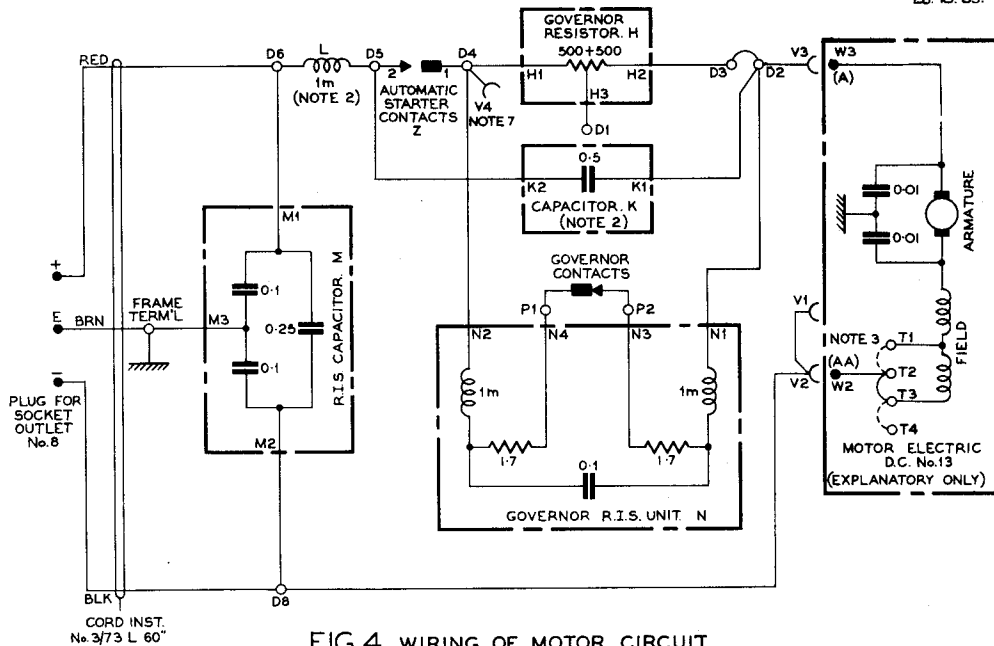 GOVERNOR
RESISTOR. H
500+500
H1
H2
H3
D1
RED
D6
L
1m
(NOTE 2)
D5
2
1
AUTOMATIC
STARTER
CONTACTS
Z
D4
V4
NOTE 7
D3
D2
V3
W3
(A)
0·5
K2
K1
CAPACITOR. K
(NOTE 2)
0·01
0·01
ARMATURE
M1
0·1
0·25
0·1
M3
M2
R.I.S. CAPACITOR. M
+
E
BRN
FRAME
TERM'L
–
PLUG FOR
SOCKET
OUTLET
No.8
GOVERNOR
CONTACTS
P1
P2
N2
N4
N3
N1
1m
1m
1·7
1·7
0·1
GOVERNOR R.I.S. UNIT. N
V1
V2
NOTE 3
(AA)
W2
T1
T2
T3
T4
FIELD
MOTOR ELECTRIC
D.C. No.13
(EXPLANATORY ONLY)
BLK
D8
CORD INST.
No. 3/73 L 60"
FIG.4 WIRING OF MOTOR CIRCUIT